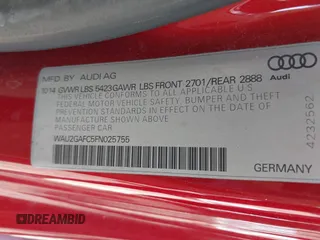 MFD. BY AUDI AG
10 14 GVWR LBS 5423 GAWR LBS FRONT 2701/REAR 2888
THIS VEHICLE CONFORMS TO ALL APPLICABLE
FEDERAL MOTOR VEHICLE SAFETY, BUMPER AND THEFT
PREVENTION STANDARDS IN EFFECT ON THE DATE OF
MANUFACTURE SHOWN ABOVE.
PASSENGER CAR
WAU2GAFC5FN025755
GERMANY
Audi
4232562
DREAMBID